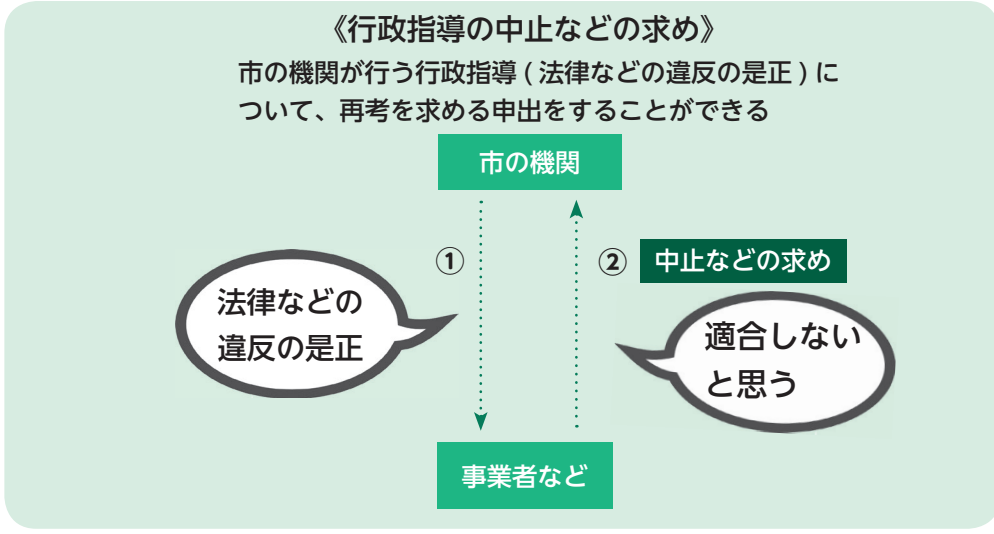 《行政指導の中止などの求め》
市の機関が行う行政指導 ( 法律などの違反の是正 ) に
ついて、再考を求める申出をすることができる
市の機関
①
② 中止などの求め
法律などの
違反の是正
適合しない
と思う
事業者など